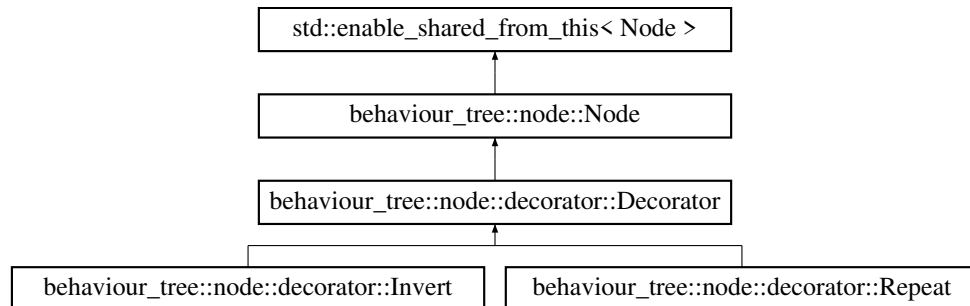 std::enable_shared_from_this< Node >
behaviour_tree::node::Node
behaviour_tree::node::decorator::Decorator
behaviour_tree::node::decorator::Invert
behaviour_tree::node::decorator::Repeat